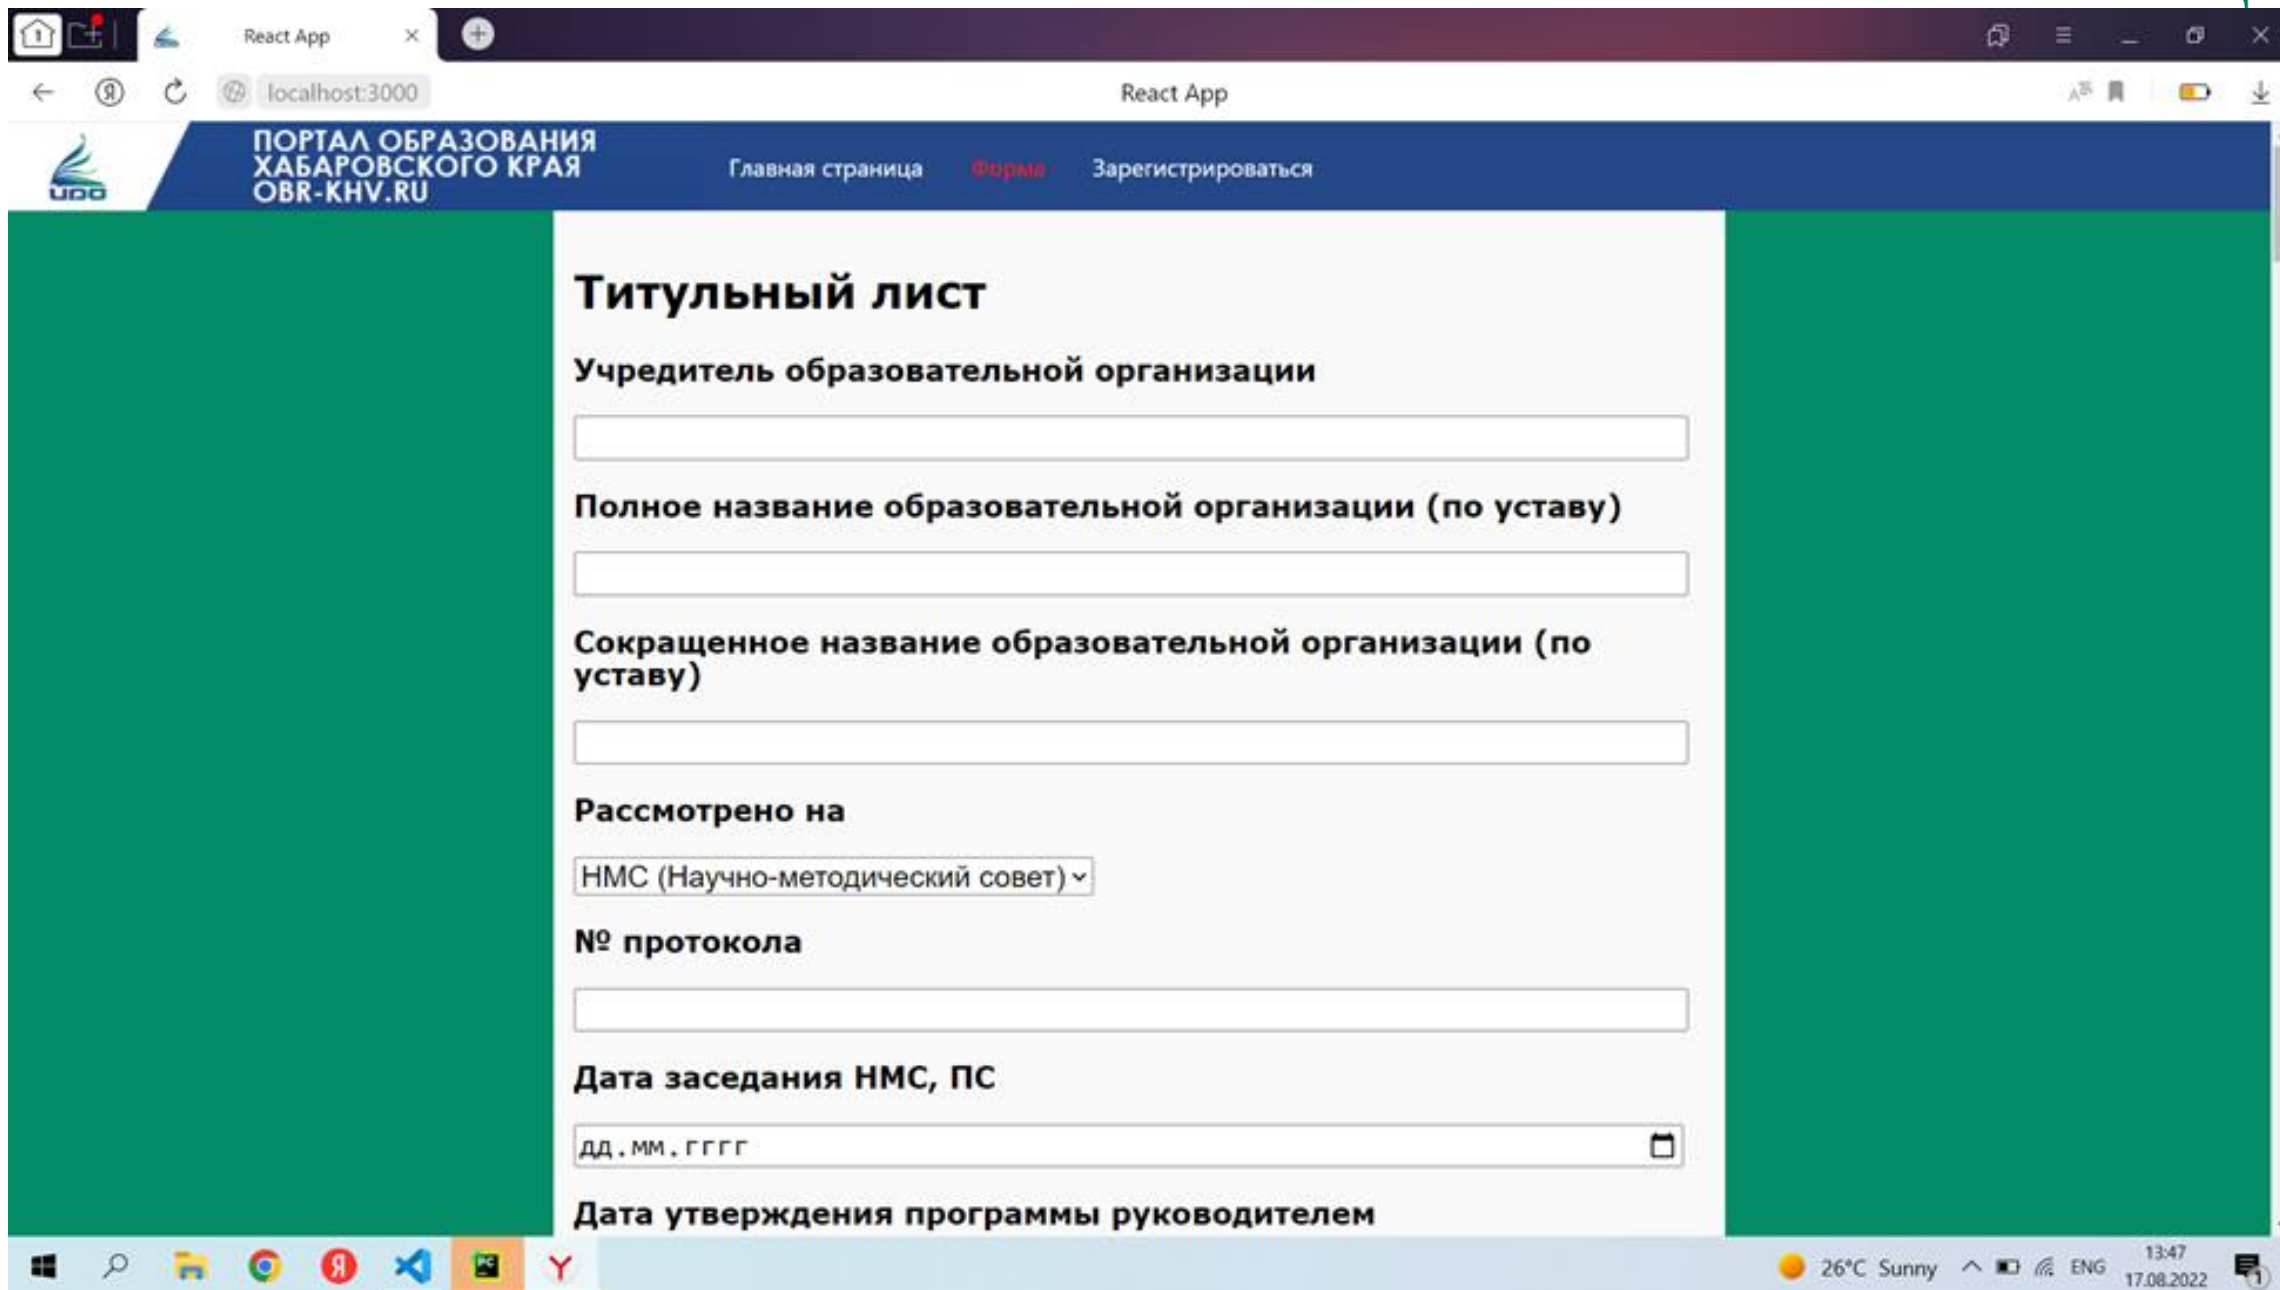 React App
localhost:3000
React App
ПОРТАЛ ОБРАЗОВАНИЯ
ХАБАРОВСКОГО КРАЯ
OBR-KHV.RU
Главная страница
Форма
Зарегистрироваться
Титульный лист
Учредитель образовательной организации
Полное название образовательной организации (по уставу)
Сокращенное название образовательной организации (по
уставу)
Рассмотрено на
НМС (Научно-методический совет)
№ протокола
Дата заседания НМС, ПС
дд.мм.гггг
Дата утверждения программы руководителем
26°C Sunny
ENG
13:47
17.08.2022